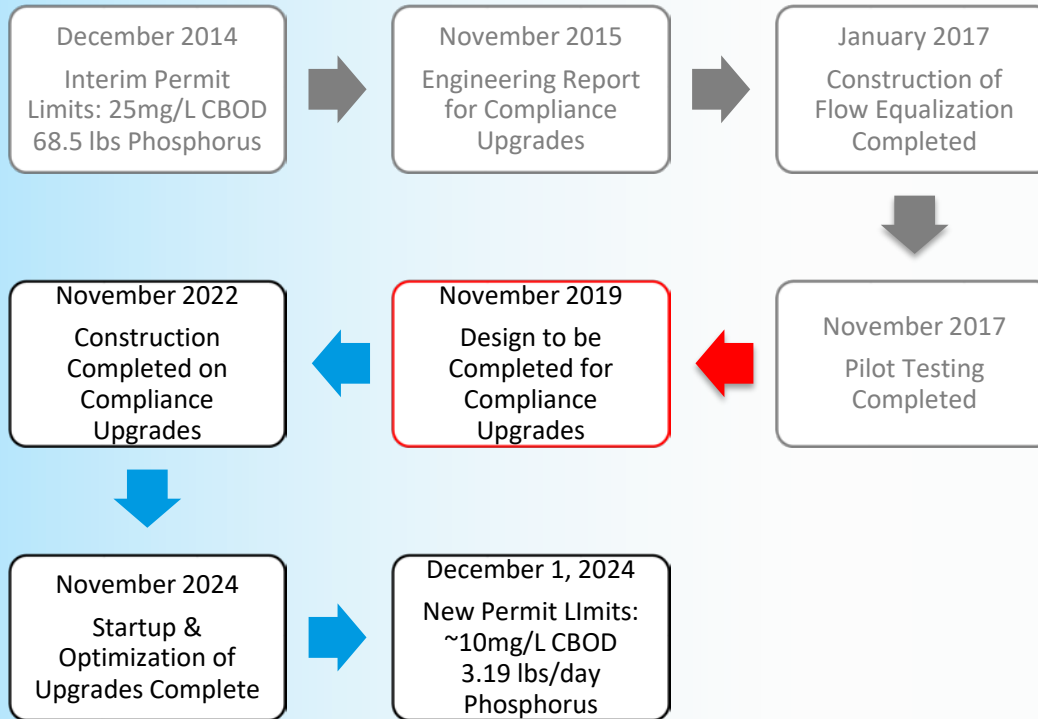 December 2014
Interim Permit
Limits: 25mg/L CBOD
68.5 lbs Phosphorus
November 2015
Engineering Report
for Compliance
Upgrades
January 2017
Construction of
Flow Equalization
Completed
November 2017
Pilot Testing
Completed
November 2019
Design to be
Completed for
Compliance
Upgrades
November 2022
Construction
Completed on
Compliance
Upgrades
November 2024
Startup &
Optimization of
Upgrades Complete
December 1, 2024
New Permit LImits:
~10mg/L CBOD
3.19 lbs/day
Phosphorus